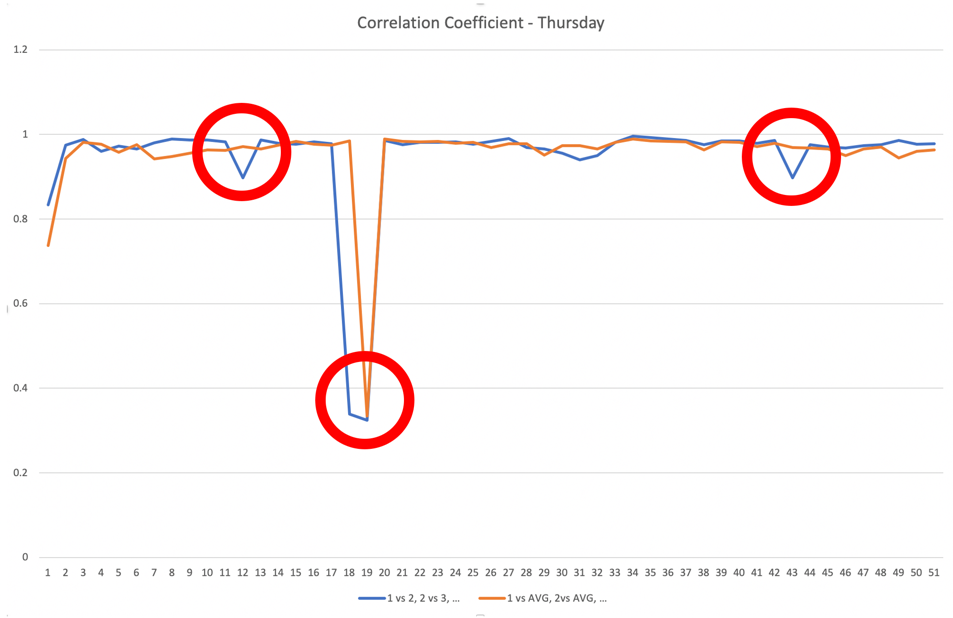 Correlation Coefficient - Thursday
1.2
1
0.8
0.6
0.4
0.2
0
1 2 3 4 5 6 7 8 9 10 11 12 13 14 15 16 17 18 19 20 21 22 23 24 25 26 27 28 29 30 31 32 33 34 35 36 37 38 39 40 41 42 43 44 45 46 47 48 49 50 51
1 vs 2, 2 vs 3, ... 1 vs AVG, 2vs AVG, ...